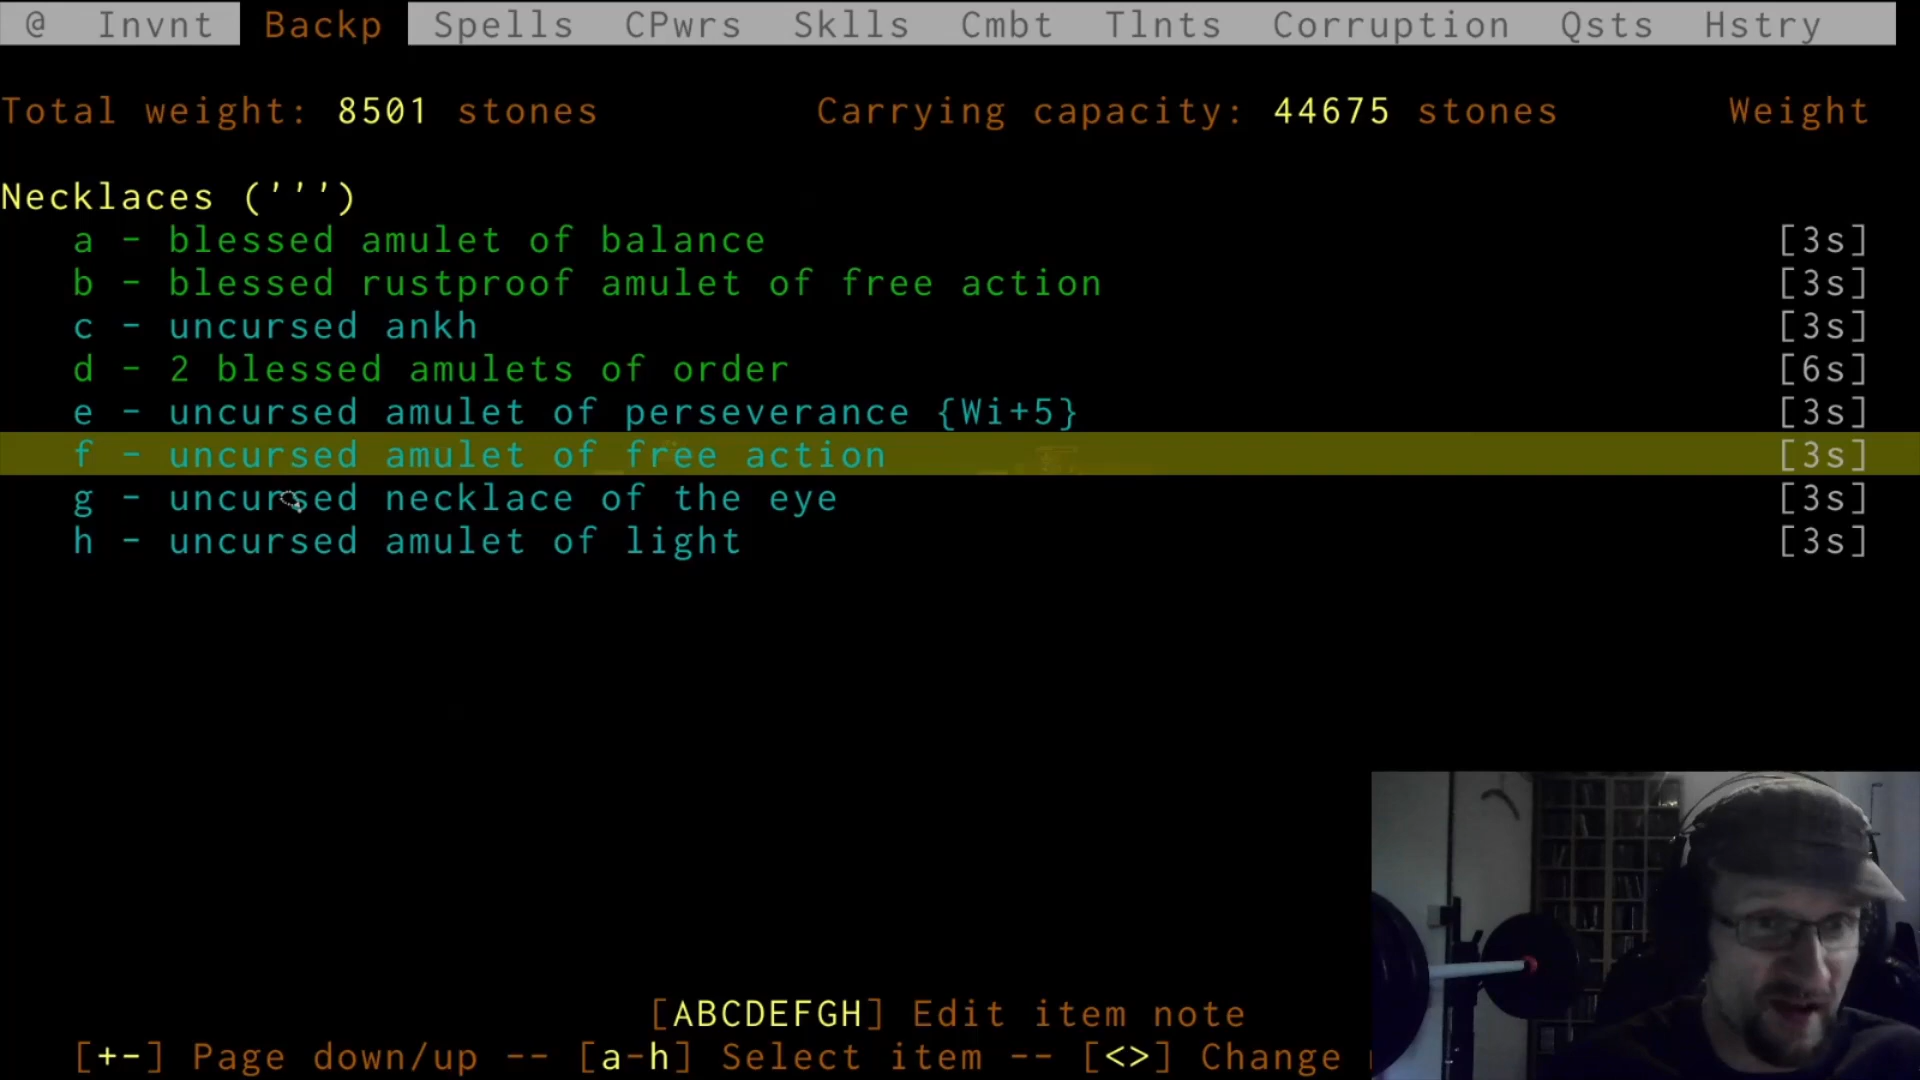 @ Invnt Backp Spells CPwrs Sklls Cmbt Tlnts Corruption Qsts Hstry
Total weight: 8501 stones Carrying capacity: 44675 stones Weight
Necklaces (''')
a - blessed amulet of balance [3s]
b - blessed rustproof amulet of free action [3s]
c - uncursed ankh [3s]
d - 2 blessed amulets of order [6s]
e - uncursed amulet of perseverance {Wi+5} [3s]
f - uncursed amulet of free action [3s]
g - uncursed necklace of the eye [3s]
h - uncursed amulet of light [3s]
[ABCDEFGH] Edit item note
[+-] Page down/up -- [a-h] Select item -- [<>] Change